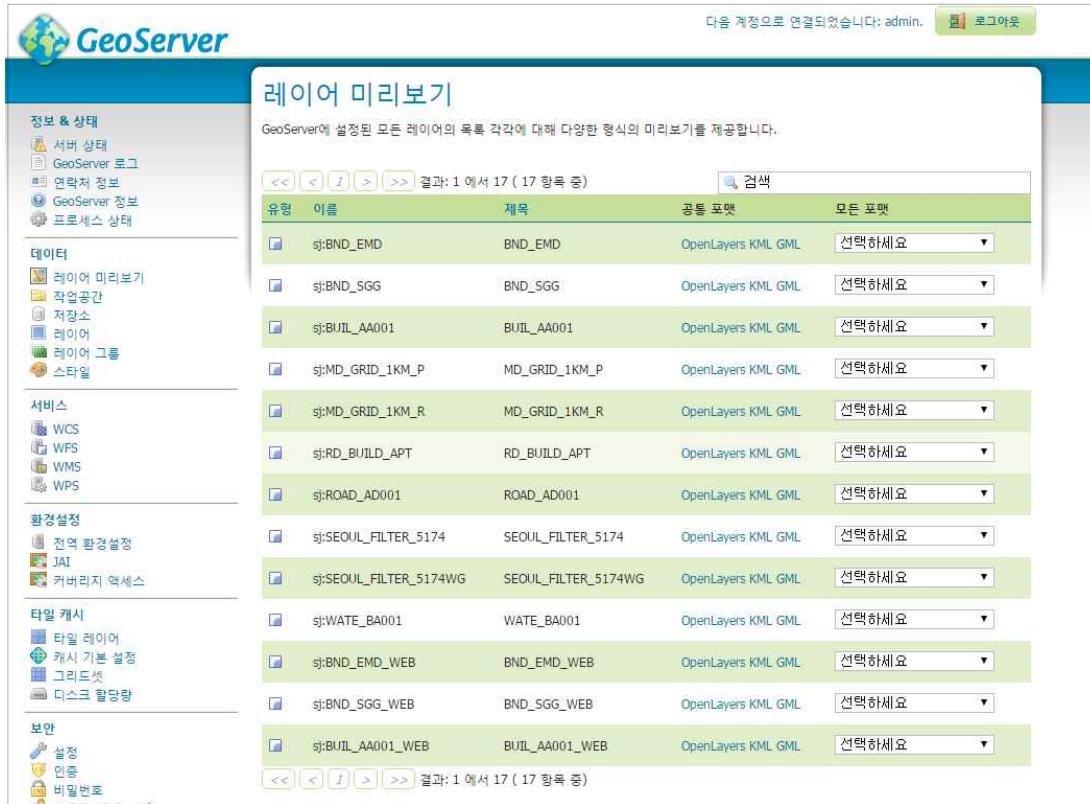 GeoServer
다음 계정으로 연결되었습니다: admin.
로그아웃
정보 & 상태
서버 상태
GeoServer 로그
연락처 정보
GeoServer 정보
프로세스 상태
데이터
레이어 미리보기
작업공간
저장소
레이어
레이어 그룹
스타일
서비스
WCS
WFS
WMS
WPS
환경설정
전역 환경설정
JAI
커버리지 액세스
타일 캐시
타일 레이어
캐시 기본 설정
그리드셋
디스크 할당량
보안
설정
인증
비밀번호
레이어 미리보기
GeoServer에 설정된 모든 레이어의 목록 각각에 대해 다양한 형식의 미리보기를 제공합니다.
<< < 1 > >> 결과: 1 에서 17 ( 17 항목 중) 검색
유형 이름 제목 공통 포맷 모든 포맷
sj:BND_EMD BND_EMD OpenLayers KML GML 선택하세요
sj:BND_SGG BND_SGG OpenLayers KML GML 선택하세요
sj:BUIL_AA001 BUIL_AA001 OpenLayers KML GML 선택하세요
sj:MD_GRID_1KM_P MD_GRID_1KM_P OpenLayers KML GML 선택하세요
sj:MD_GRID_1KM_R MD_GRID_1KM_R OpenLayers KML GML 선택하세요
sj:RD_BUILD_APT RD_BUILD_APT OpenLayers KML GML 선택하세요
sj:ROAD_AD001 ROAD_AD001 OpenLayers KML GML 선택하세요
sj:SEOUL_FILTER_5174 SEOUL_FILTER_5174 OpenLayers KML GML 선택하세요
sj:SEOUL_FILTER_5174WG SEOUL_FILTER_5174WG OpenLayers KML GML 선택하세요
sj:WATE_BA001 WATE_BA001 OpenLayers KML GML 선택하세요
sj:BND_EMD_WEB BND_EMD_WEB OpenLayers KML GML 선택하세요
sj:BND_SGG_WEB BND_SGG_WEB OpenLayers KML GML 선택하세요
sj:BUIL_AA001_WEB BUIL_AA001_WEB OpenLayers KML GML 선택하세요
<< < 1 > >> 결과: 1 에서 17 ( 17 항목 중)